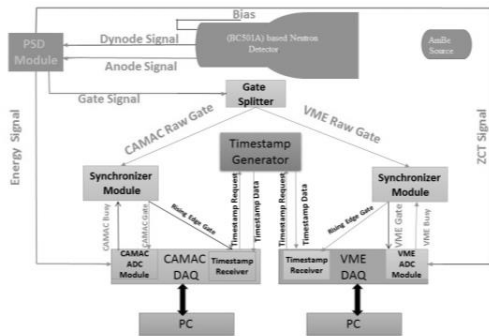 Bias
Dynode Signal
PSD
Module
(BC501A) based Neutron
Detector
AmBe
Source
Anode Signal
Gate Signal
Gate
Splitter
Energy Signal
CAMAC Raw Gate
VME Raw Gate
ZCT Signal
Timestamp
Generator
Synchronizer
Module
Synchronizer
Module
CAMAC Busy
CAMAC Gate
Rising Edge Gate
Timestamp Request
Timestamp Data
Timestamp Request
Timestamp Data
Rising Edge Gate
VME Gate
VME Busy
CAMAC
ADC
Module
CAMAC
DAQ
Timestamp
Receiver
Timestamp
Receiver
VME
DAQ
VME
ADC
Module
PC
PC